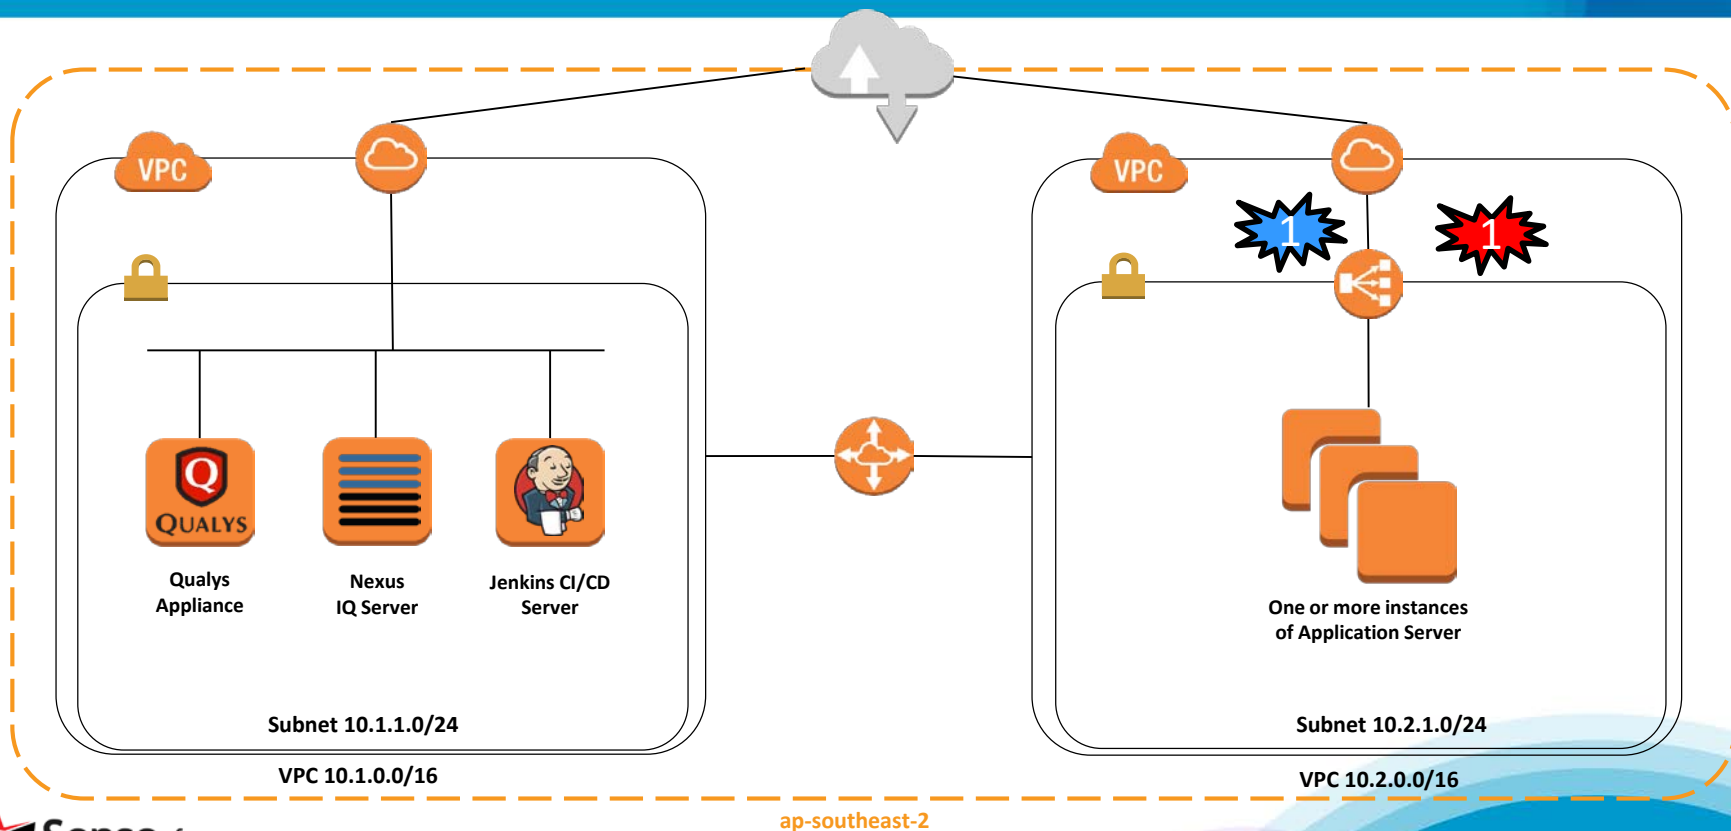 VPC
VPC
1
1
Q
QUALYS
Qualys
Appliance
Nexus
IQ Server
Jenkins CI/CD
Server
One or more instances
of Application Server
Subnet 10.1.1.0/24
Subnet 10.2.1.0/24
VPC 10.1.0.0/16
VPC 10.2.0.0/16
ap-southeast-2